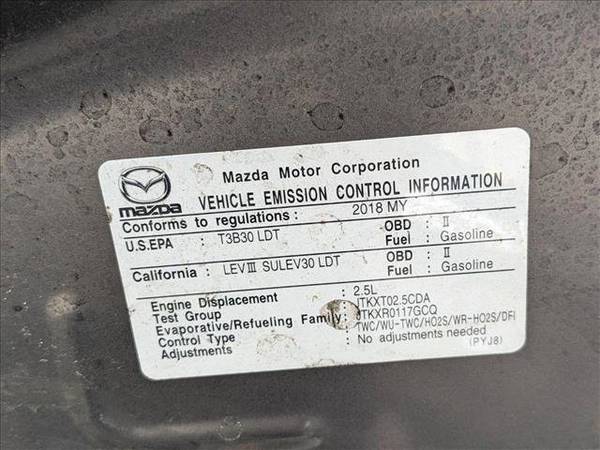 Mazda Motor Corporation
mazda
VEHICLE EMISSION CONTROL INFORMATION
Conforms to regulations : 2018 MY
U.S.EPA : T3B30 LDT OBD : II
Fuel : Gasoline
California : LEV III SULEV30 LDT OBD : II
Fuel : Gasoline
Engine Displacement : 2.5L
Test Group : JTKXT02.5CDA
Evaporative/Refueling Family : JTKXR0117GCQ
Control Type : TWC/WU-TWC/HO2S/WR-HO2S/DFI
Adjustments : No adjustments needed
(PYJ8)